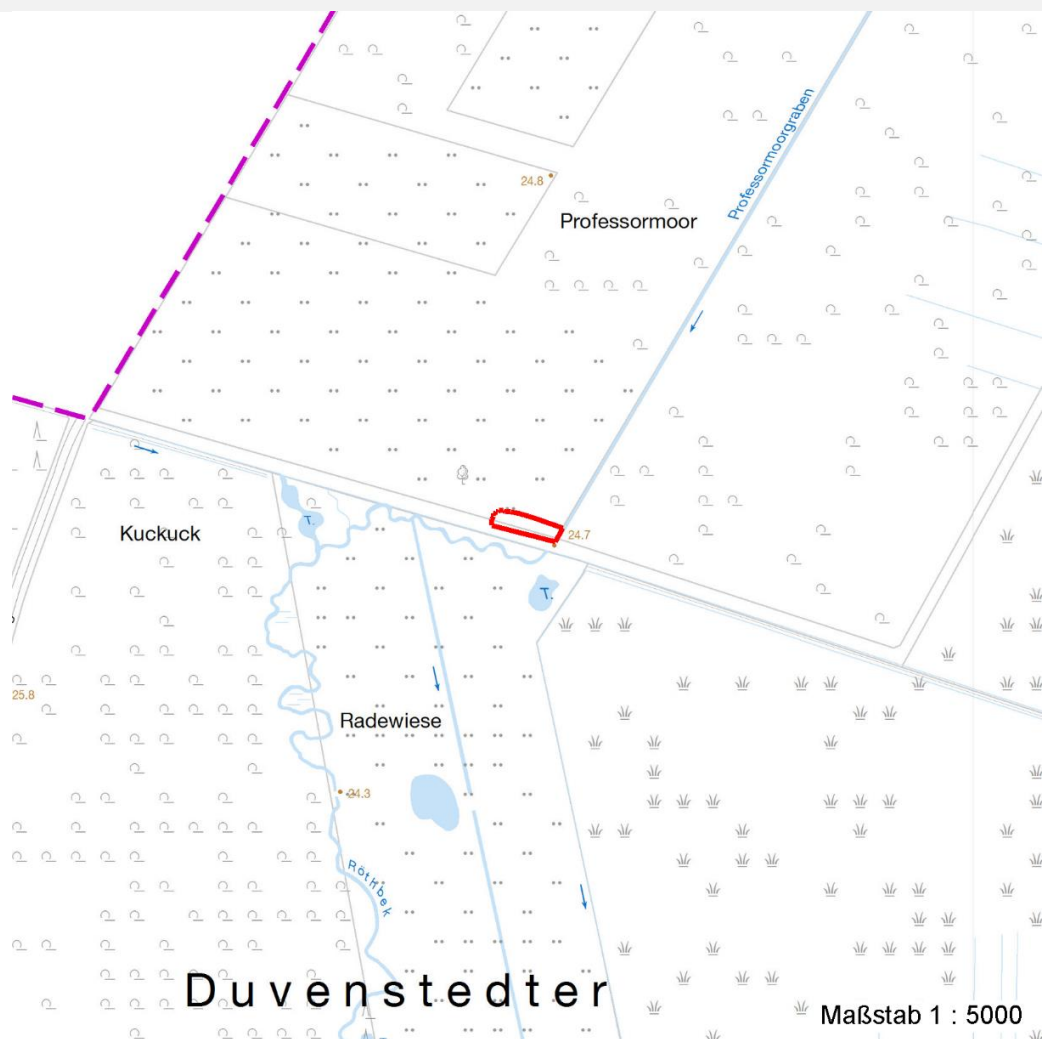 24.8
Professormoorgraben
Professormoor
24.7
Kuckuck
T.
T.
25.8
Radewiese
24.3
Röthbek
Duvenstedter
Maßstab 1 : 5000